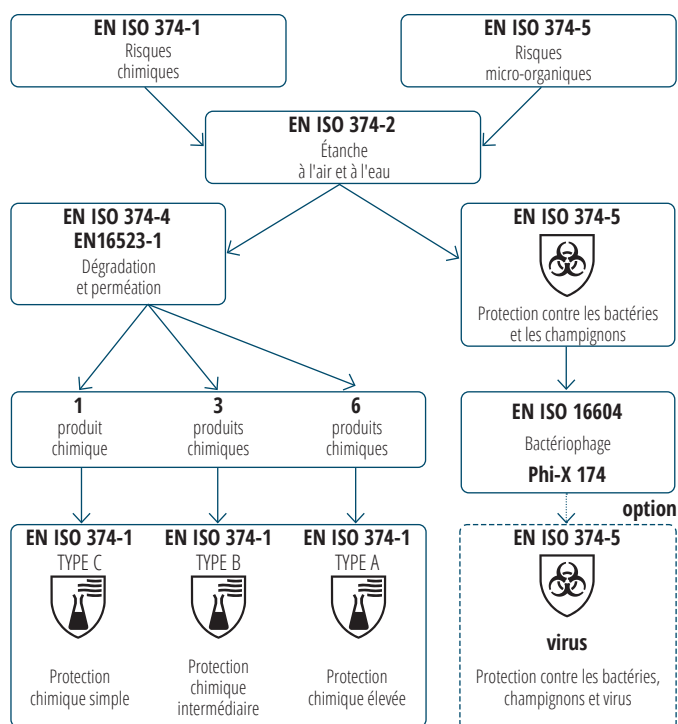 EN ISO 374-1
Risques
chimiques
EN ISO 374-5
Risques
micro-organiques
EN ISO 374-2
Étanche
à l'air et à l'eau
EN ISO 374-4
EN16523-1
Dégradation
et perméation
EN ISO 374-5
Protection contre les bactéries
et les champignons
1
produit
chimique
3
produits
chimiques
6
produits
chimiques
EN ISO 16604
Bactériophage
Phi-X 174
option
EN ISO 374-1
TYPE C
Protection
chimique simple
EN ISO 374-1
TYPE B
Protection
chimique
intermédiaire
EN ISO 374-1
TYPE A
Protection
chimique élevée
EN ISO 374-5
virus
Protection contre les bactéries,
champignons et virus